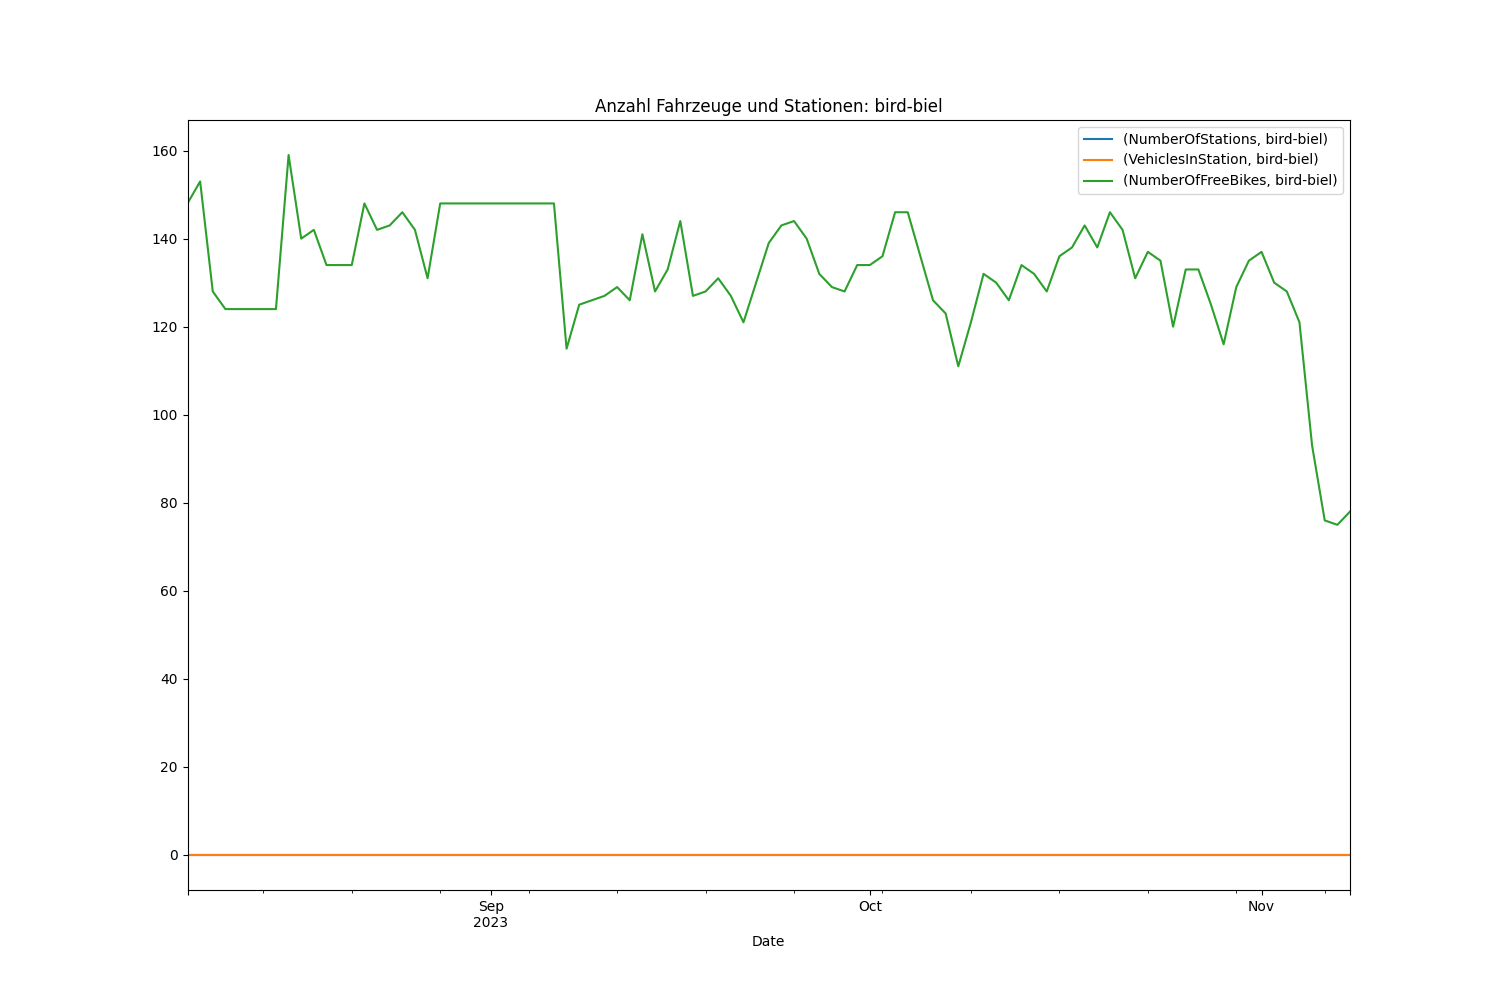 Anzahl Fahrzeuge und Stationen: bird-biel
(NumberOfStations, bird-biel)
(VehiclesInStation, bird-biel)
(NumberOfFreeBikes, bird-biel)
160
140
120
100
80
60
40
20
0
Sep
2023
Oct
Nov
Date